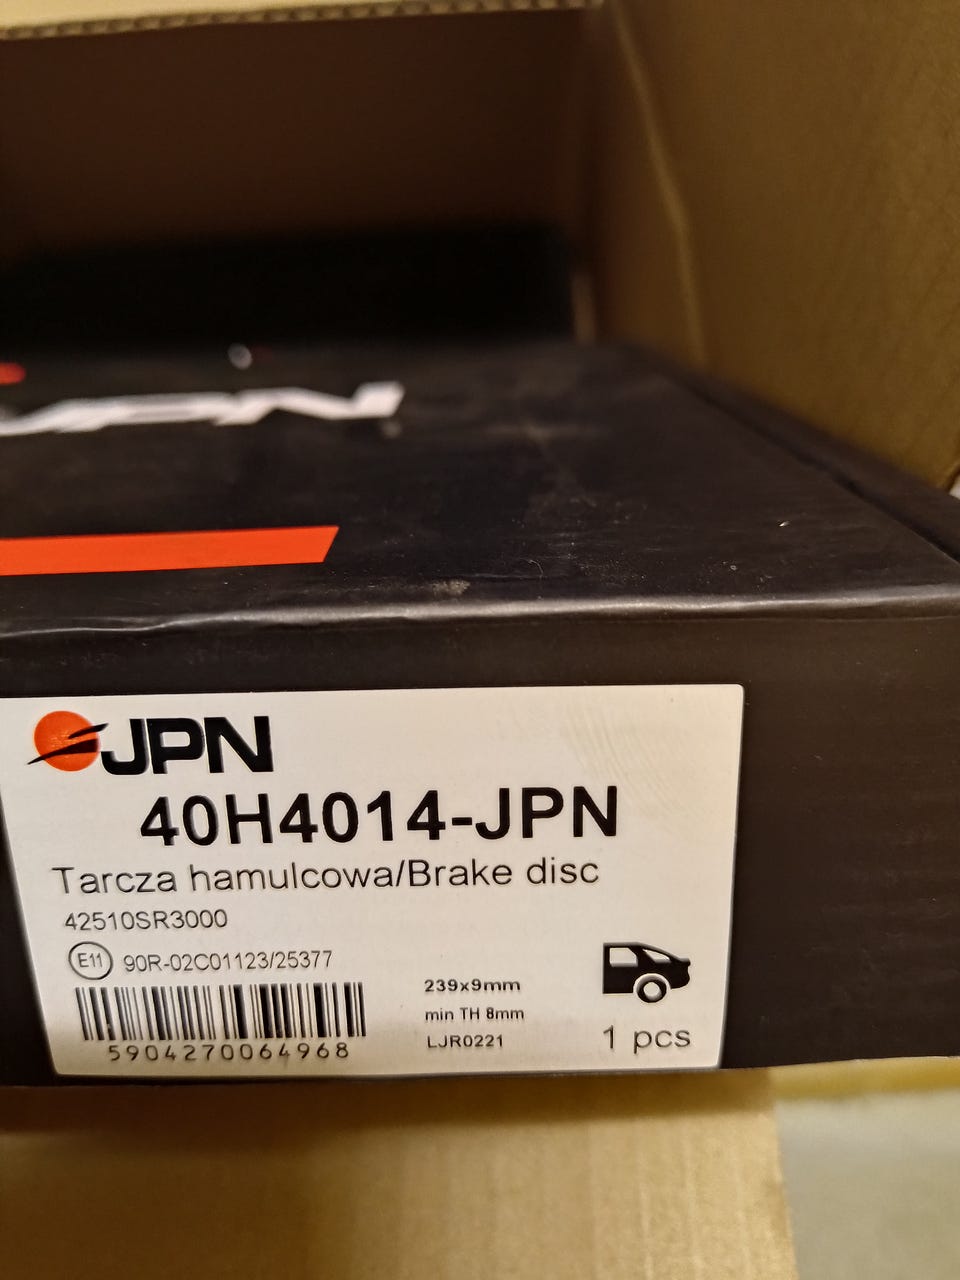 JPN
JPN
40H4014-JPN
Tarcza hamulcowa/Brake disc
42510SR3000
E11 90R-02C01123/25377
239x9mm
min TH 8mm
LJR0221
5904270064968
1 pcs